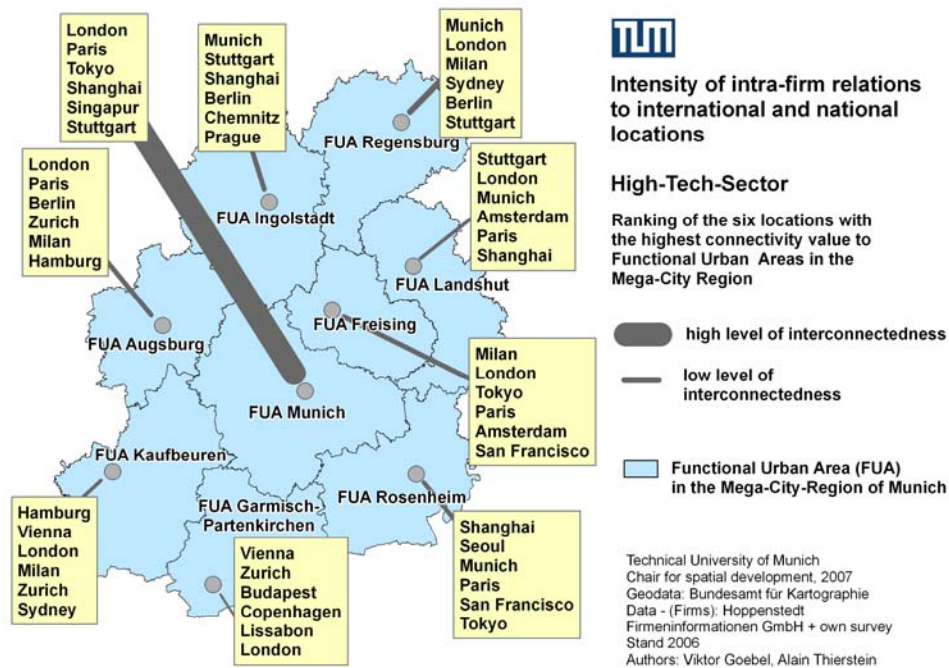 London
Paris
Tokyo
Shanghai
Singapur
Stuttgart
Munich
Stuttgart
Shanghai
Berlin
Chemnitz
Prague
Munich
London
Milan
Sydney
Berlin
Stuttgart
FUA Regensburg
London
Paris
Berlin
Zurich
Milan
Hamburg
FUA Ingolstadt
Stuttgart
London
Munich
Amsterdam
Paris
Shanghai
FUA Landshut
FUA Augsburg
FUA Freising
Milan
London
Tokyo
Paris
Amsterdam
San Francisco
FUA Munich
FUA Kaufbeuren
FUA Garmisch-
Partenkirchen
FUA Rosenheim
Hamburg
Vienna
London
Milan
Zurich
Sydney
Vienna
Zurich
Budapest
Copenhagen
Lissabon
London
Shanghai
Seoul
Munich
Paris
San Francisco
Tokyo
TUM
Intensity of intra-firm relations
to international and national
locations
High-Tech-Sector
Ranking of the six locations with
the highest connectivity value to
Functional Urban Areas in the
Mega-City Region
high level of interconnectedness
low level of
interconnectedness
Functional Urban Area (FUA)
in the Mega-City-Region of Munich
Technical University of Munich
Chair for spatial development, 2007
Geodata: Bundesamt für Kartographie
Data - (Firms): Hoppenstedt
Firmeninformationen GmbH + own survey
Stand 2006
Authors: Viktor Goebel, Alain Thierstein